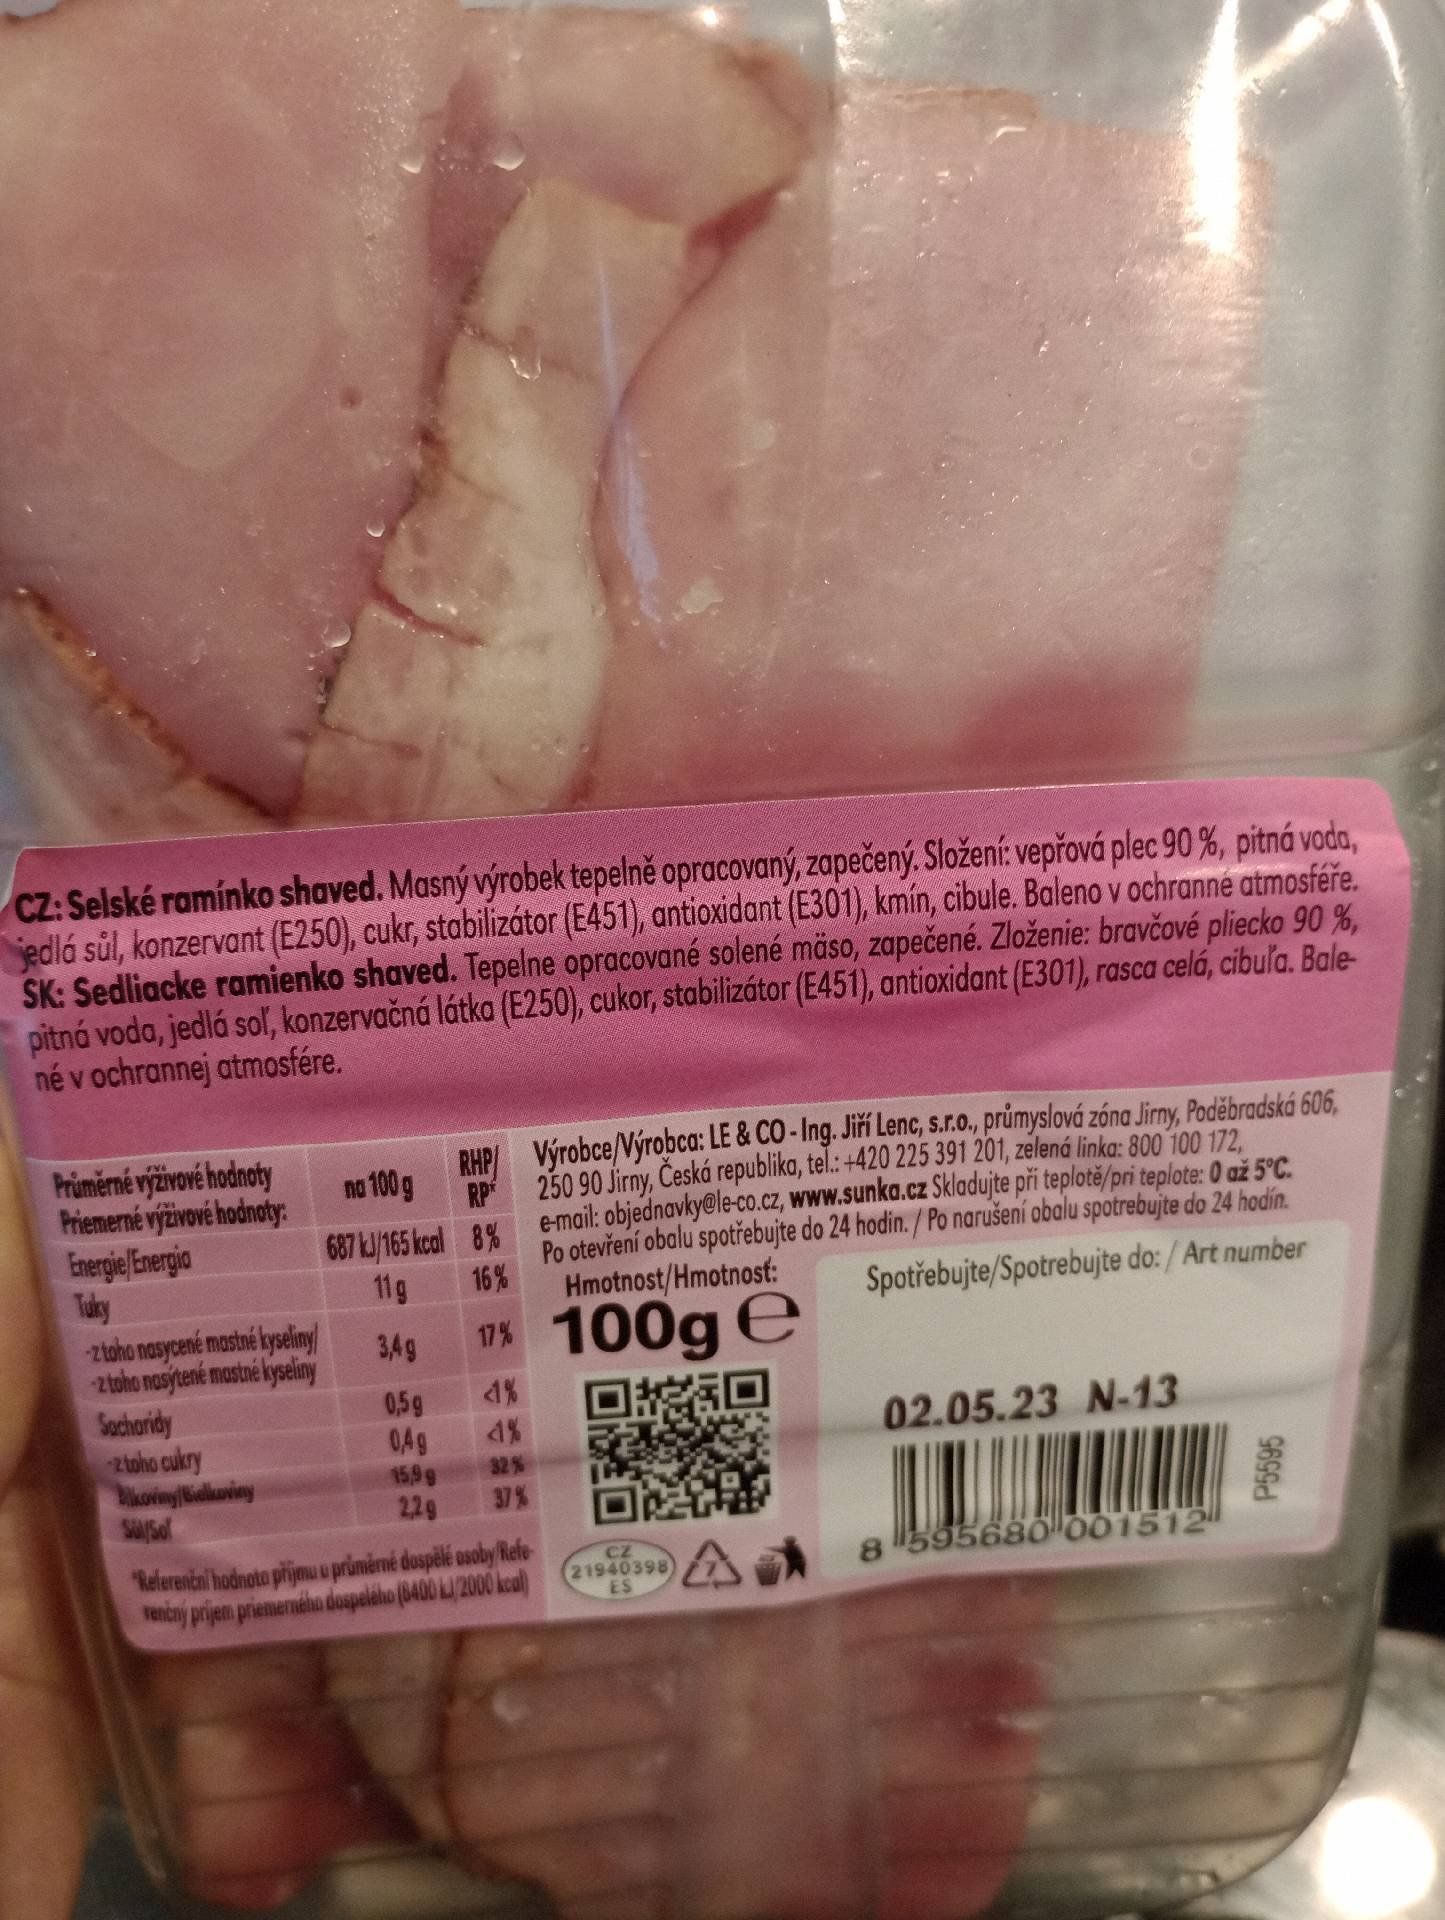 CZ: Selské ramínko shaved. Masný výrobek tepelně opracovaný, zapečený. Složení: vepřová plec 90 %, pitná voda,
jedlá sůl, konzervant (E250), cukr, stabilizátor (E451), antioxidant (E301), kmín, cibule. Baleno v ochranné atmosféře.
SK: Sedliacke ramienko shaved. Tepelne opracované solené mäso, zapečené. Zloženie: bravčové pliecko 90 %,
pitná voda, jedlá soľ, konzervačná látka (E250), cukor, stabilizátor (E451), antioxidant (E301), rasca celá, cibuľa. Bale-
né v ochrannej atmosfére.
Průměrné výživové hodnoty
Priemerné výživové hodnoty:
na 100 g
RHP/
RP*
Energie/Energia 687 kJ/165 kcal 8%
Tuky 11 g 16%
-z toho nasycené mastné kyseliny/
-z toho nasýtené mastné kyseliny 3,4 g 17%
Sacharidy 0,5 g <1%
-z toho cukry 0,4 g <1%
Bílkoviny/Bielkoviny 15,9 g 32%
Sůl/Soľ 2,2 g 37%
*Referenční hodnota příjmu u průměrné dospělé osoby/Refe-
renčný príjem priemerného dospelého (8400 kJ/2000 kcal)
Výrobce/Výrobca: LE & CO - Ing. Jiří Lenc, s.r.o., průmyslová zóna Jirny, Poděbradská 606,
250 90 Jirny, Česká republika, tel.: +420 225 391 201, zelená linka: 800 100 172,
e-mail: objednavky@le-co.cz, www.sunka.cz Skladujte při teplotě/pri teplote: 0 až 5°C.
Po otevření obalu spotřebujte do 24 hodin. / Po narušení obalu spotrebujte do 24 hodín.
Hmotnost/Hmotnosť:
100g e
Spotřebujte/Spotrebujte do: / Art number
02.05.23 N-13
8 595680 001512
P5595
CZ
21940398
ES
7